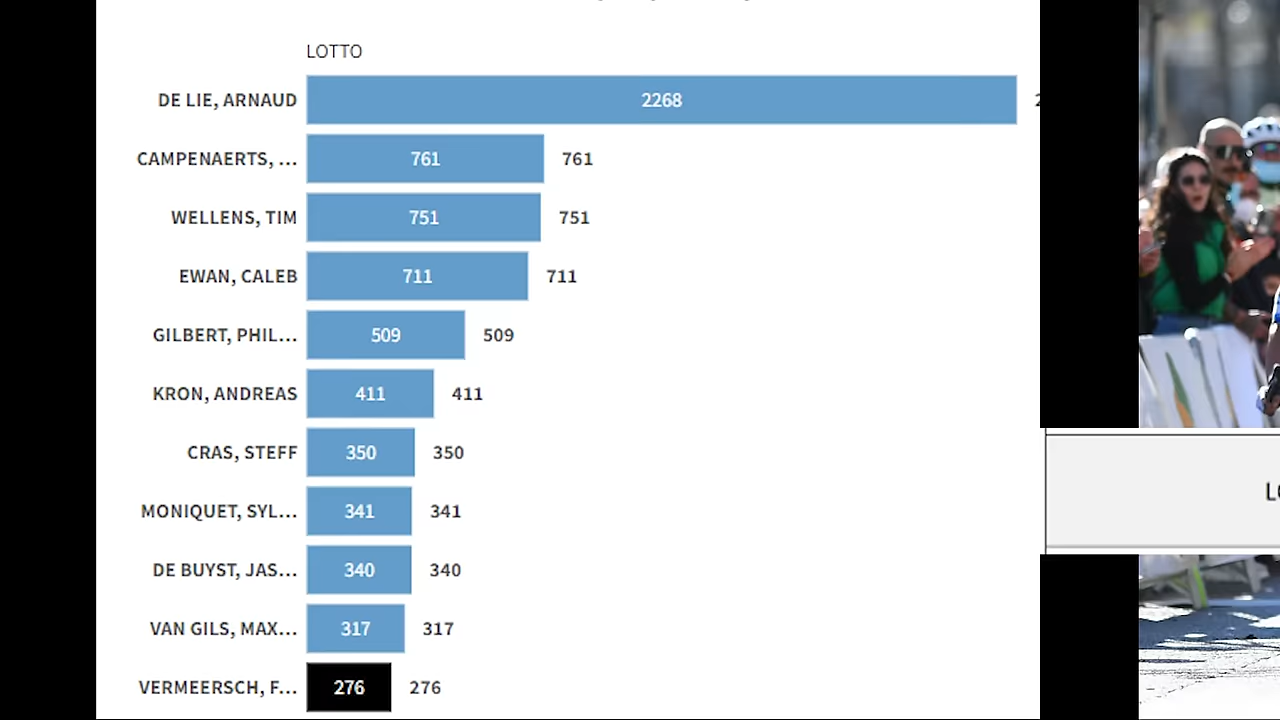 LOTTO
DE LIE, ARNAUD 2268
CAMPENAERTS, ... 761 761
WELLENS, TIM 751 751
EWAN, CALEB 711 711
GILBERT, PHIL... 509 509
KRON, ANDREAS 411 411
CRAS, STEFF 350 350
MONIQUET, SYL... 341 341
DE BUYST, JAS... 340 340
VAN GILS, MAX... 317 317
VERMEERSCH, F... 276 276